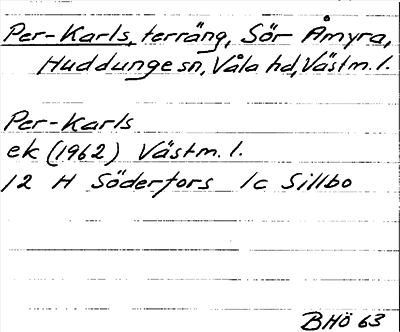 Per-Karls, terräng, Sör Åmyra,
Huddunge sn, Våla hd, Västm. l.
Per-Karls
ek (1962) Västm. l.
12 H Söderfors 1c Sillbo
BHÖ 63